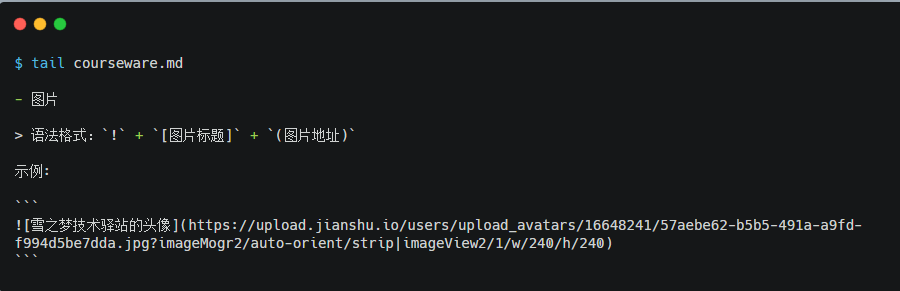 $ tail courseware.md
- 图片
> 语法格式: `!` + `[图片标题]` + `(图片地址)`
示例:
```
![雪之梦技术驿站的头像](https://upload.jianshu.io/users/upload_avatars/16648241/57aebe62-b5b5-491a-a9fd-
f994d5be7dda.jpg?imageMogr2/auto-orient/strip|imageView2/1/w/240/h/240)
```